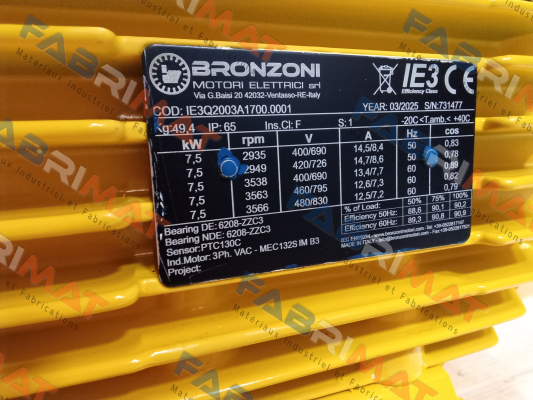 BRONZONI
MOTORI ELETTRICI srl
Via G.Baisi 20 42032-Ventasso-RE-Italy
IE3 CE
Efficiency Class
COD: IE3Q2003A1700.0001
YEAR: 03/2025 S/N:731477
Kg:49,4 IP: 65 Ins.Cl: F S:1 -20C<T.amb.< +40C
kW rpm V A Hz cos
7,5 2935 400/690 14,5/8,4 50 0,83
7,5 2949 420/726 14,7/8,6 50 0,78
7,5 3538 400/690 13,4/7,7 60 0,89
7,5 3563 460/795 12,6/7,3 60 0,82
7,5 3566 480/830 12,5/7,2 60 0,79
50% 75% 100%
Efficiency 50Hz: 88,6 90,1 90,2
Efficiency 60Hz: 89,3 90,8 90,9
Bearing DE: 6208-ZZC3
Bearing NDE: 6208-ZZC3
Sensor:PTC130C
Ind.Motor: 3Ph. VAC - MEC132S IM B3
Project:
MADE IN ITALY
FABRIMAT
Matériaux Industriels et Fabrications